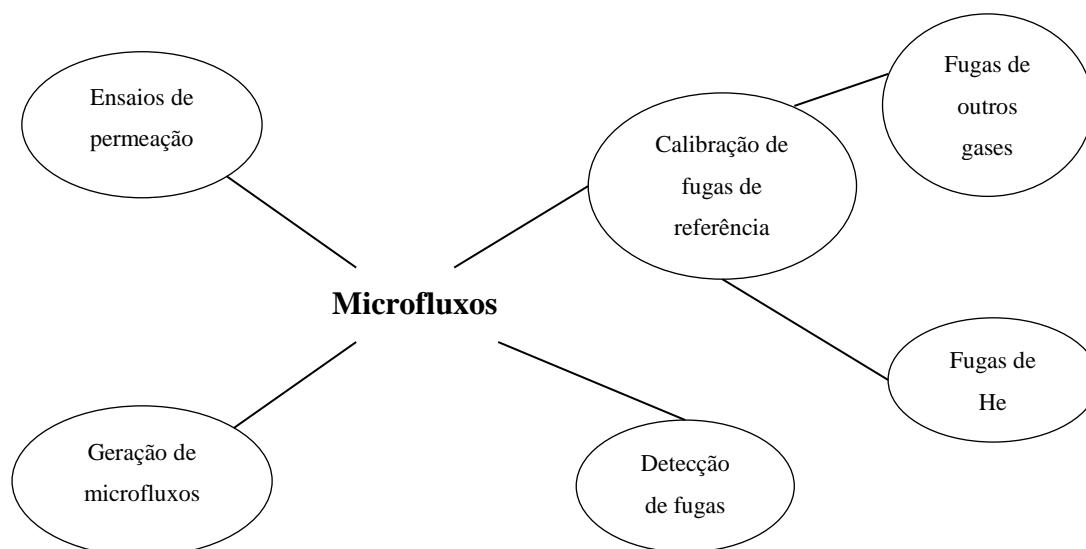 Ensaios de
permeação
Calibração de
fugas de
referência
Fugas de
outros
gases
Microfluxos
Fugas de
He
Geração de
microfluxos
Detecção
de fugas